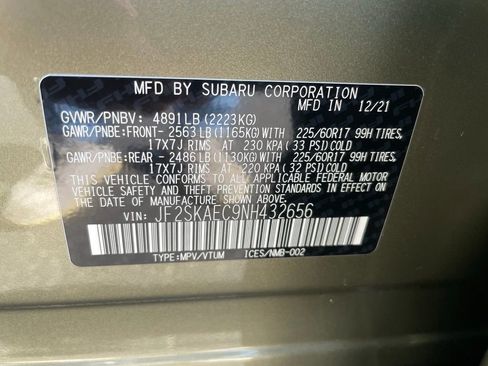 MFD BY SUBARU CORPORATION
IN JAPAN 12/21
GVWR/PNBV: 4891LB (2223KG)
GAWR/PNBE:FRONT- 2563LB (1165KG) WITH 225/60R17 99H TIRES,
17X7J RIMS AT 230 KPA ( 33 PSI) COLD
GAWR/PNBE:REAR - 2486LB (1130KG) WITH 225/60R17 99H TIRES,
17X7J RIMS AT 220 KPA ( 32 PSI) COLD
THIS VEHICLE CONFORMS TO ALL APPLICABLE FEDERAL MOTOR
VEHICLE SAFETY AND THEFT PREVENTION STANDARDS IN EFFECT ON
THE DATE OF MANUFACTURE SHOWN ABOVE.
VIN: JF2SKAEC9NH432656
TYPE:MPV/VTUM ICES/NMB-002